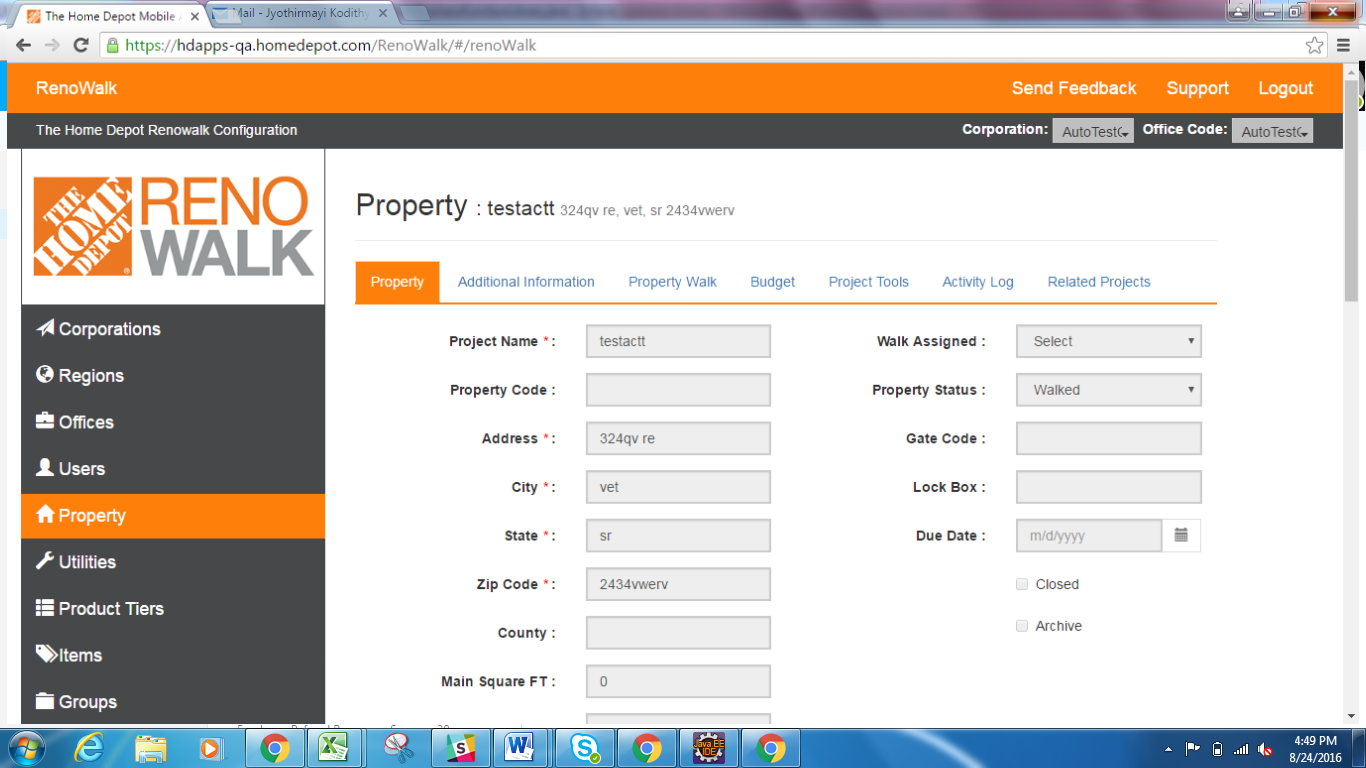 The Home Depot Mobile
Mail - Jyothirmayi Kodithy
https://hdapps-qa.homedepot.com/RenoWalk/#/renoWalk
RenoWalk
Send Feedback Support Logout
The Home Depot Renowalk Configuration
Corporation: AutoTest Office Code: AutoTest
THE HOME DEPOT RENO WALK
Property : testactt 324qv re, vet, sr 2434vwerv
Property Additional Information Property Walk Budget Project Tools Activity Log Related Projects
Corporations
Regions
Offices
Users
Property
Utilities
Product Tiers
Items
Groups
Project Name * : testactt
Property Code :
Address * : 324qv re
City * : vet
State * : sr
Zip Code * : 2434vwerv
County :
Main Square FT : 0
Walk Assigned : Select
Property Status : Walked
Gate Code :
Lock Box :
Due Date : m/d/yyyy
Closed
Archive
Java EE
IDE
4:49 PM
8/24/2016